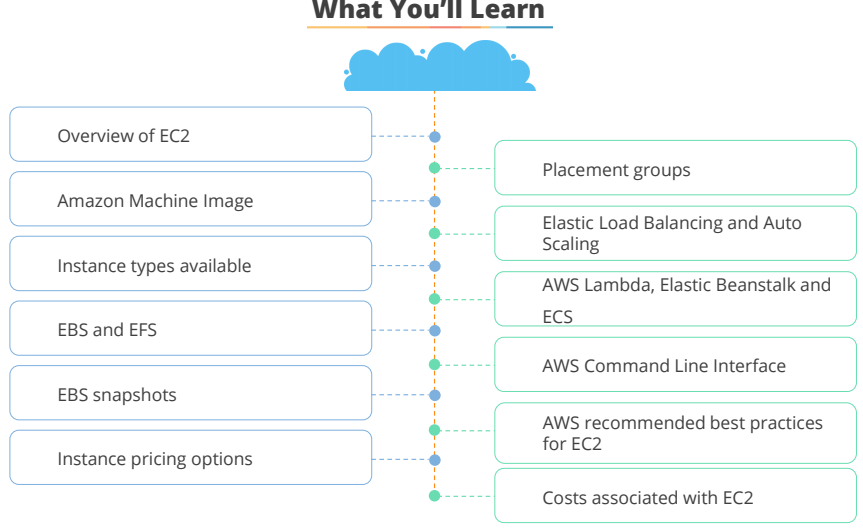 What You'll Learn
Overview of EC2
Amazon Machine Image
Instance types available
EBS and EFS
EBS snapshots
Instance pricing options
Placement groups
Elastic Load Balancing and Auto
Scaling
AWS Lambda, Elastic Beanstalk and
ECS
AWS Command Line Interface
AWS recommended best practices
for EC2
Costs associated with EC2